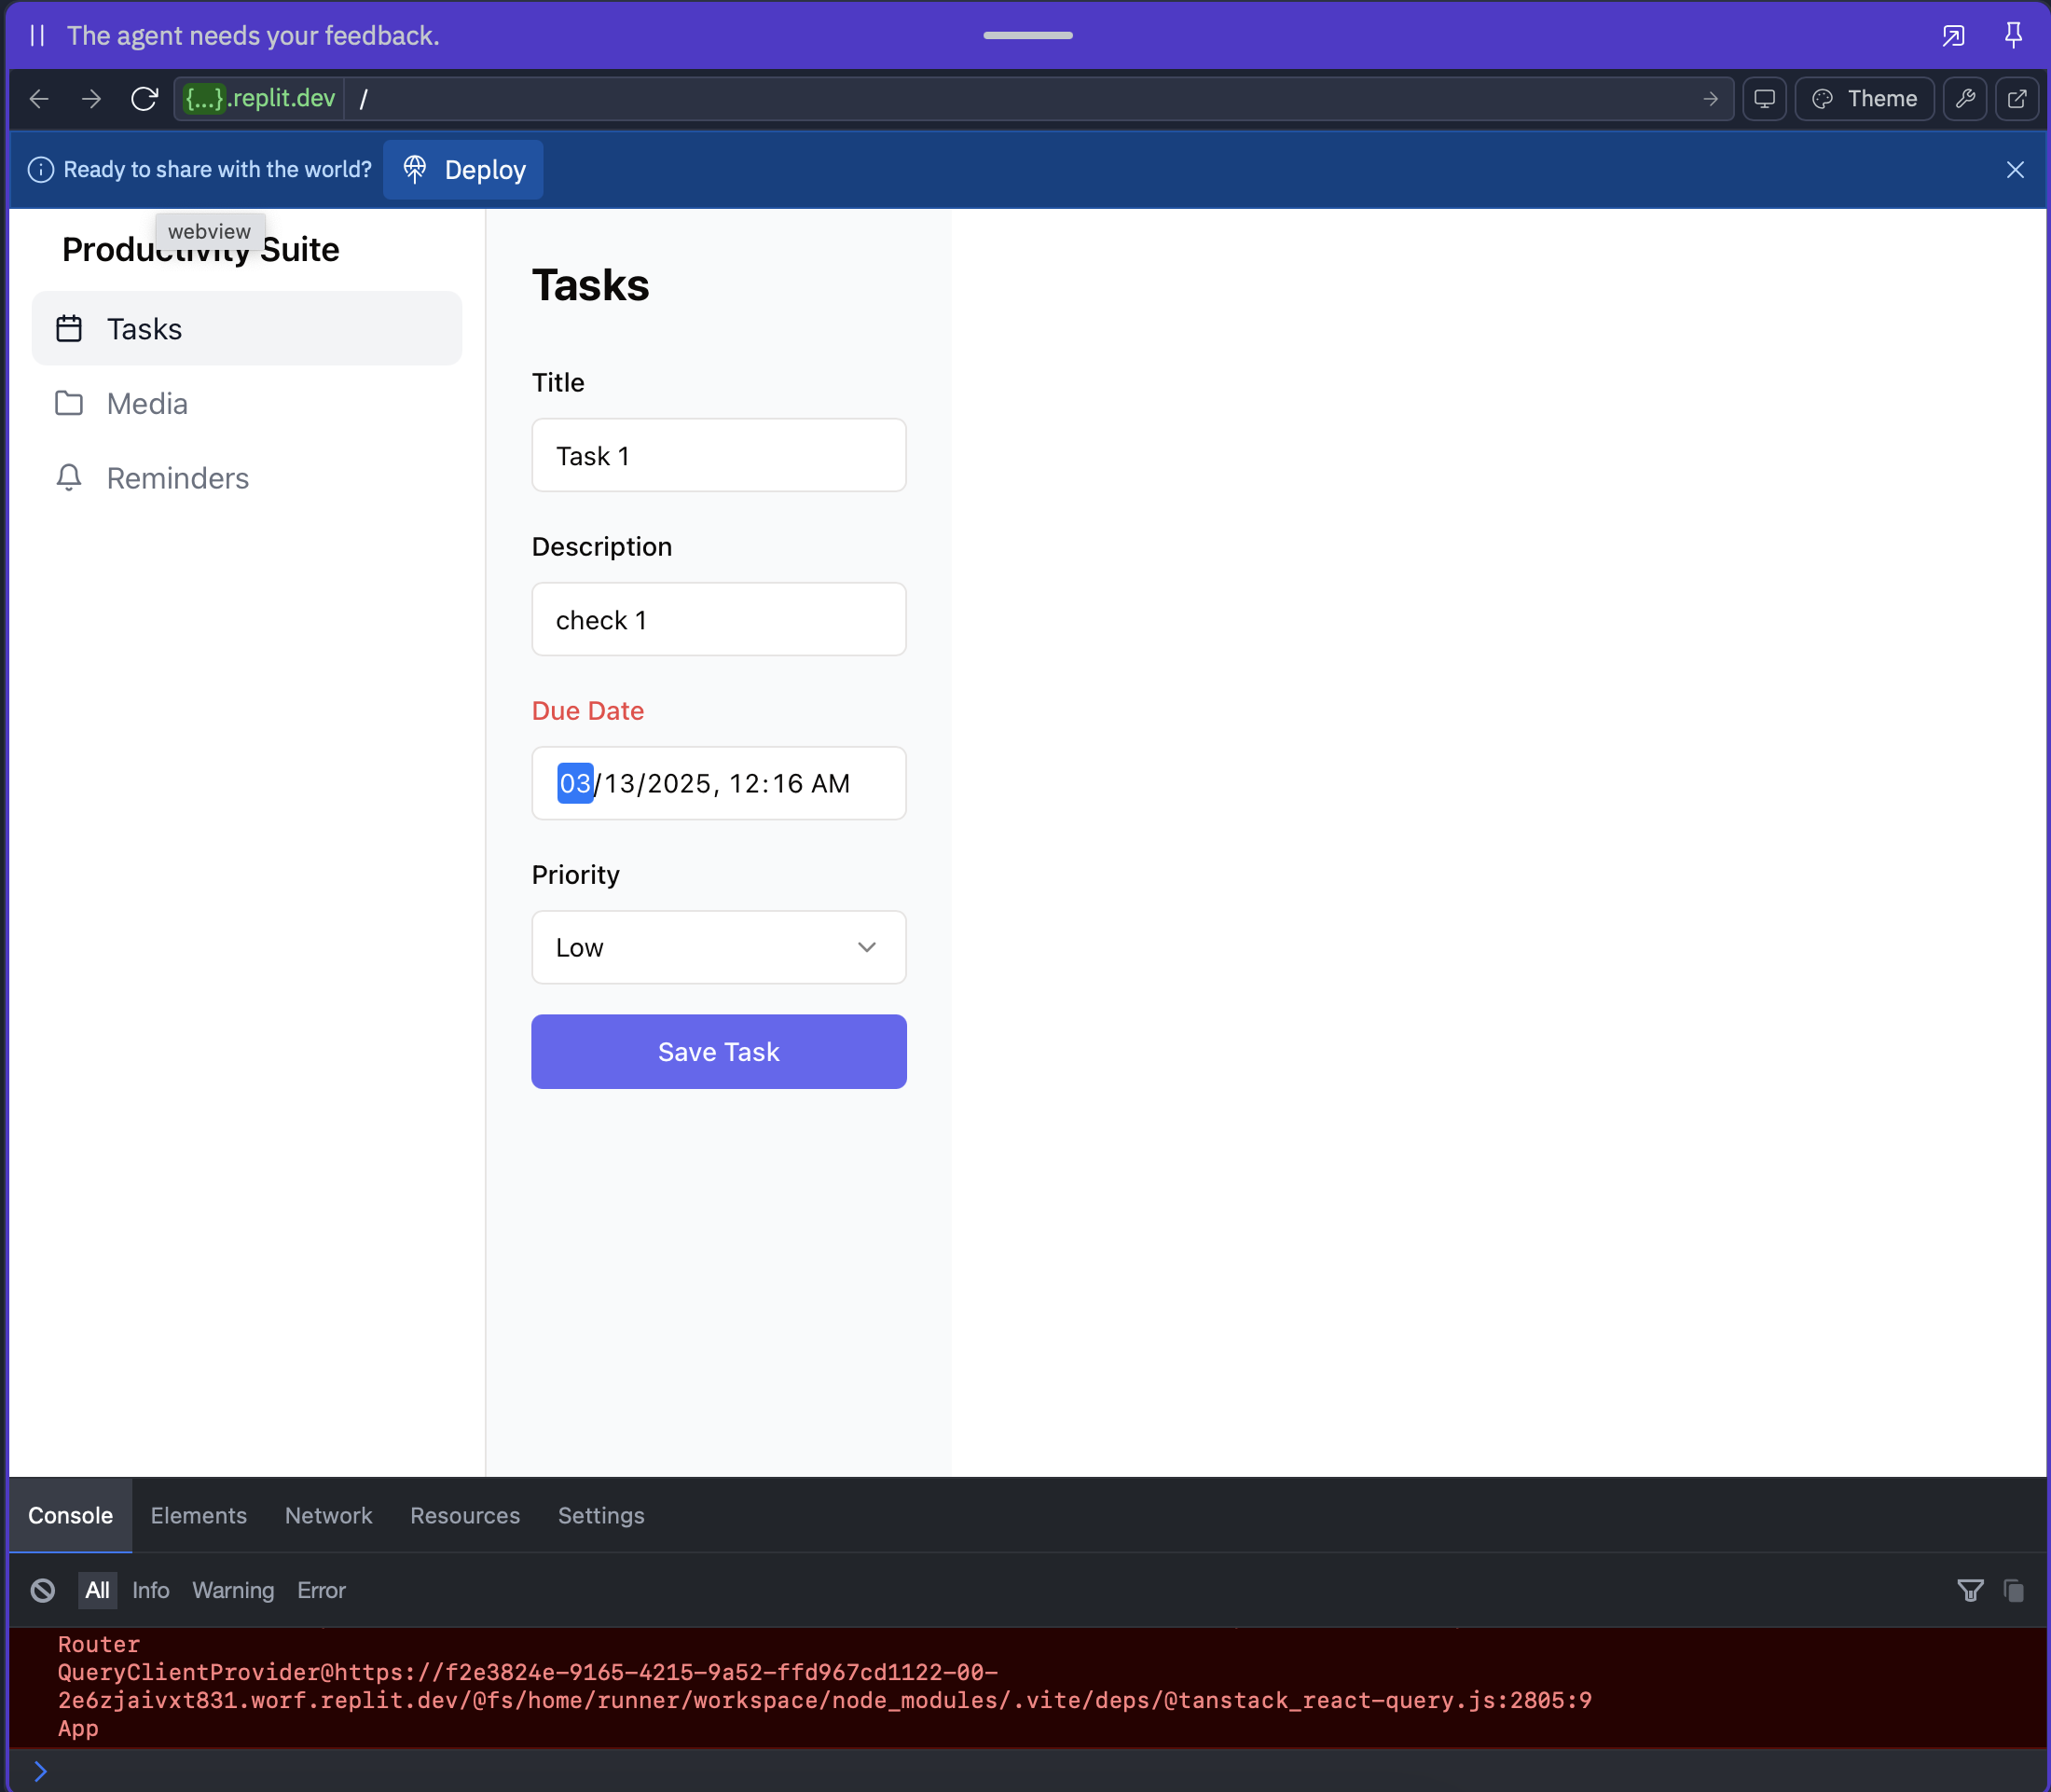 The agent needs your feedback.
{...}.replit.dev /
Theme
Ready to share with the world?
Deploy
webview
Productivity Suite
Tasks
Media
Reminders
Tasks
Title
Task 1
Description
check 1
Due Date
03/13/2025, 12:16 AM
Priority
Low
Save Task
Console Elements Network Resources Settings
All Info Warning Error
Router
QueryClientProvider@https://f2e3824e-9165-4215-9a52-ffd967cd1122-00-
2e6zjaivxt831.worf.replit.dev/@fs/home/runner/workspace/node_modules/.vite/deps/@tanstack_react-query.js:2805:9
App